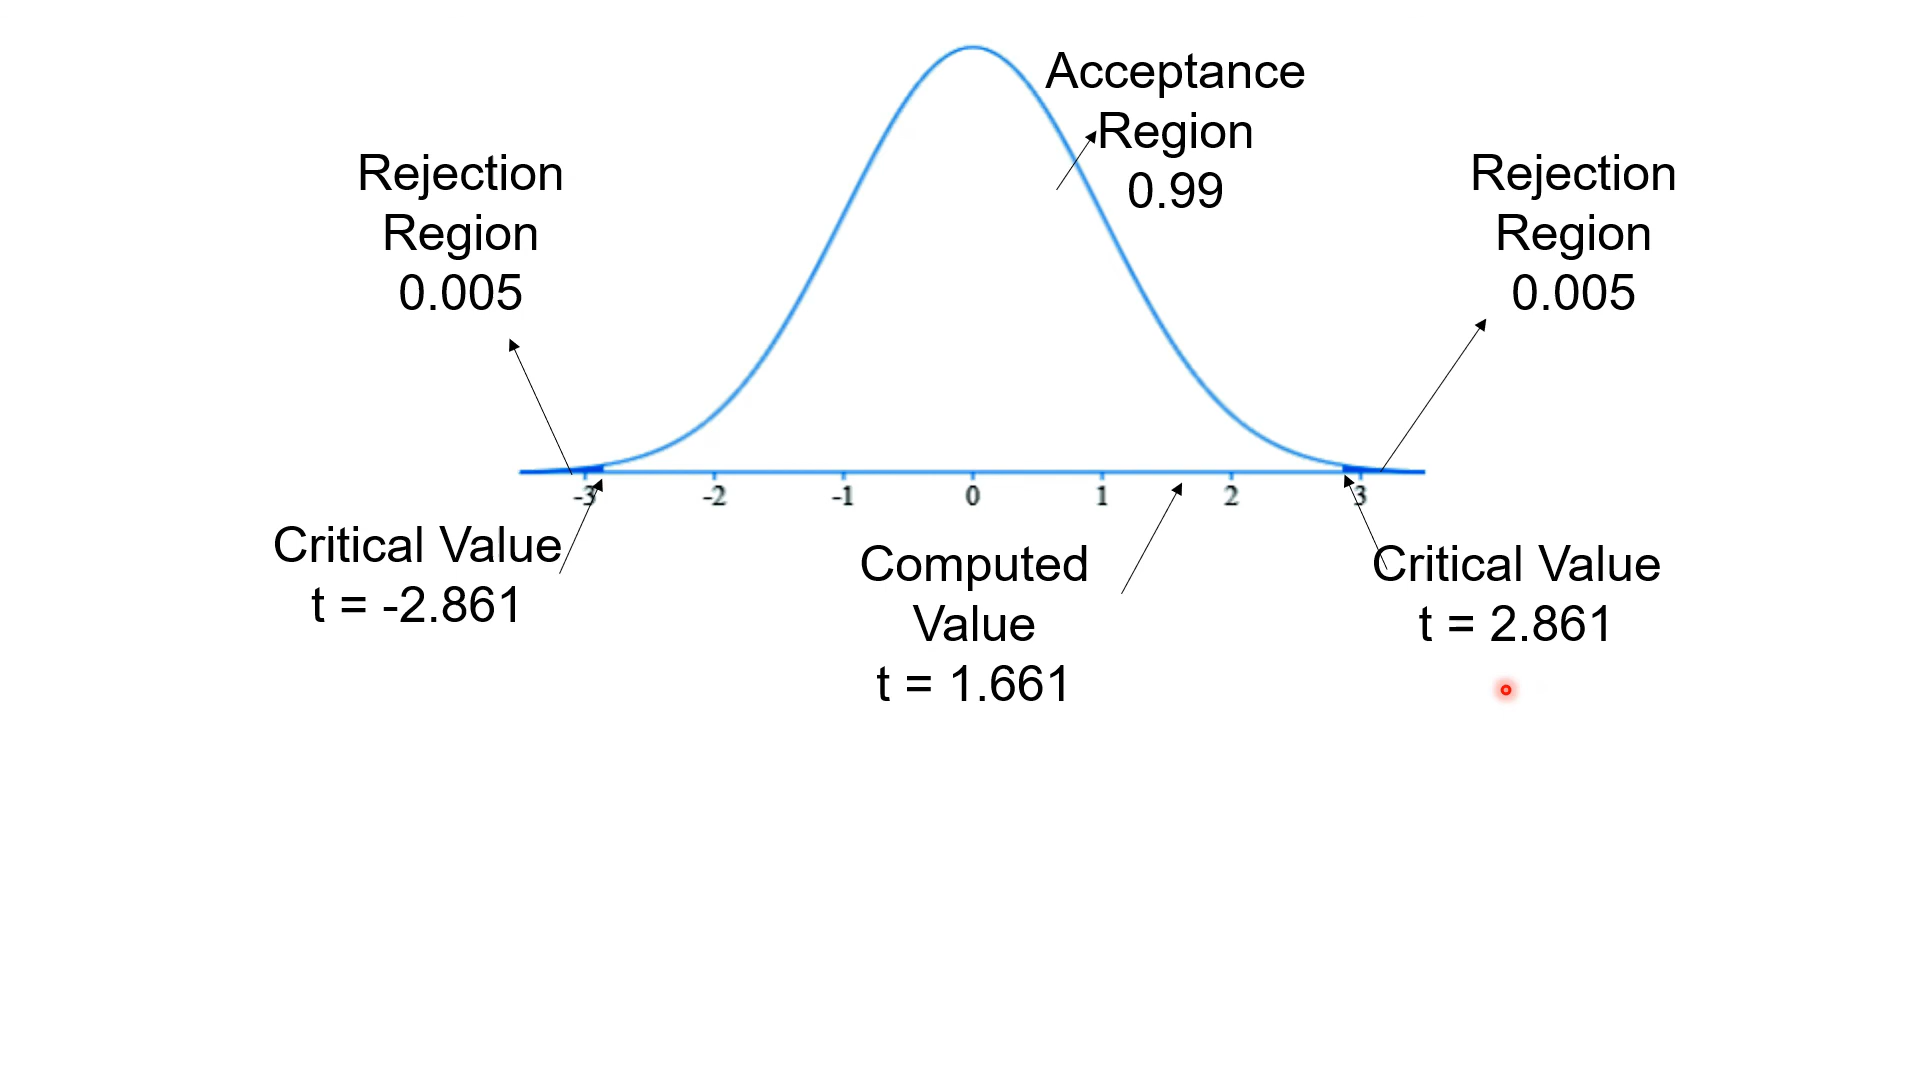 Acceptance
Region
0.99
Rejection
Region
0.005
Rejection
Region
0.005
-3 -2 -1 0 1 2 3
Critical Value
t = -2.861
Computed
Value
t = 1.661
Critical Value
t = 2.861